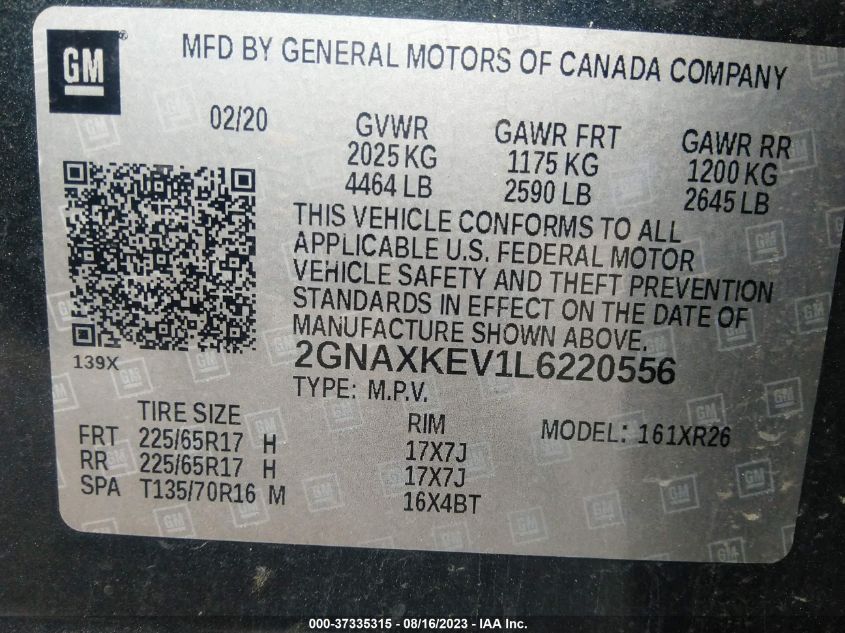 GM
MFD BY GENERAL MOTORS OF CANADA COMPANY
02/20
GVWR GAWR FRT GAWR RR
2025 KG 1175 KG 1200 KG
4464 LB 2590 LB 2645 LB
THIS VEHICLE CONFORMS TO ALL
APPLICABLE U.S. FEDERAL MOTOR
VEHICLE SAFETY AND THEFT PREVENTION
STANDARDS IN EFFECT ON THE DATE OF
MANUFACTURE SHOWN ABOVE.
139X
2GNAXKEV1L6220556
TYPE: M.P.V.
TIRE SIZE RIM MODEL: 161XR26
FRT 225/65R17 H 17X7J
RR 225/65R17 H 17X7J
SPA T135/70R16 M 16X4BT
000-37335315 - 08/16/2023 - IAA Inc.